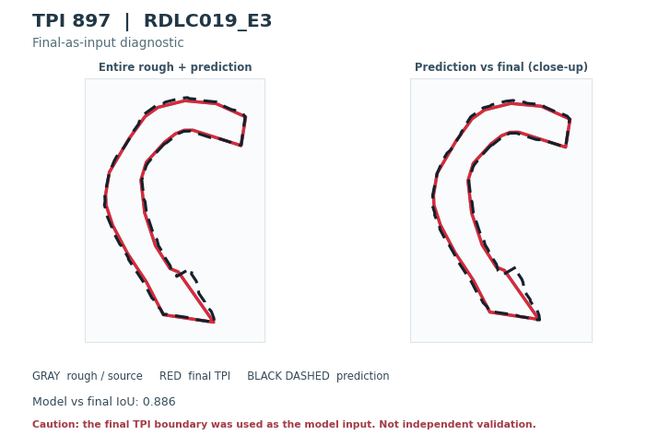 TPI 897 | RDLC019_E3
Final-as-input diagnostic
Entire rough + prediction
Prediction vs final (close-up)
GRAY rough / source RED final TPI BLACK DASHED prediction
Model vs final IoU: 0.886
Caution: the final TPI boundary was used as the model input. Not independent validation.